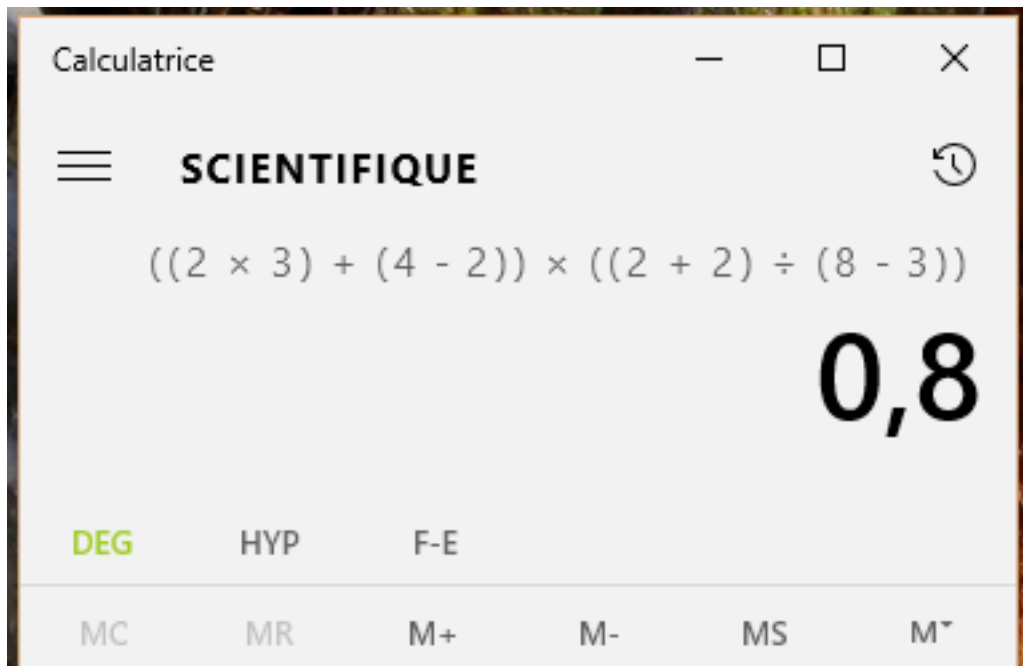 Calculatrice
SCIENTIFIQUE
((2 × 3) + (4 - 2)) × ((2 + 2) ÷ (8 - 3))
0,8
DEG HYP F-E
MC MR M+ M- MS M˅